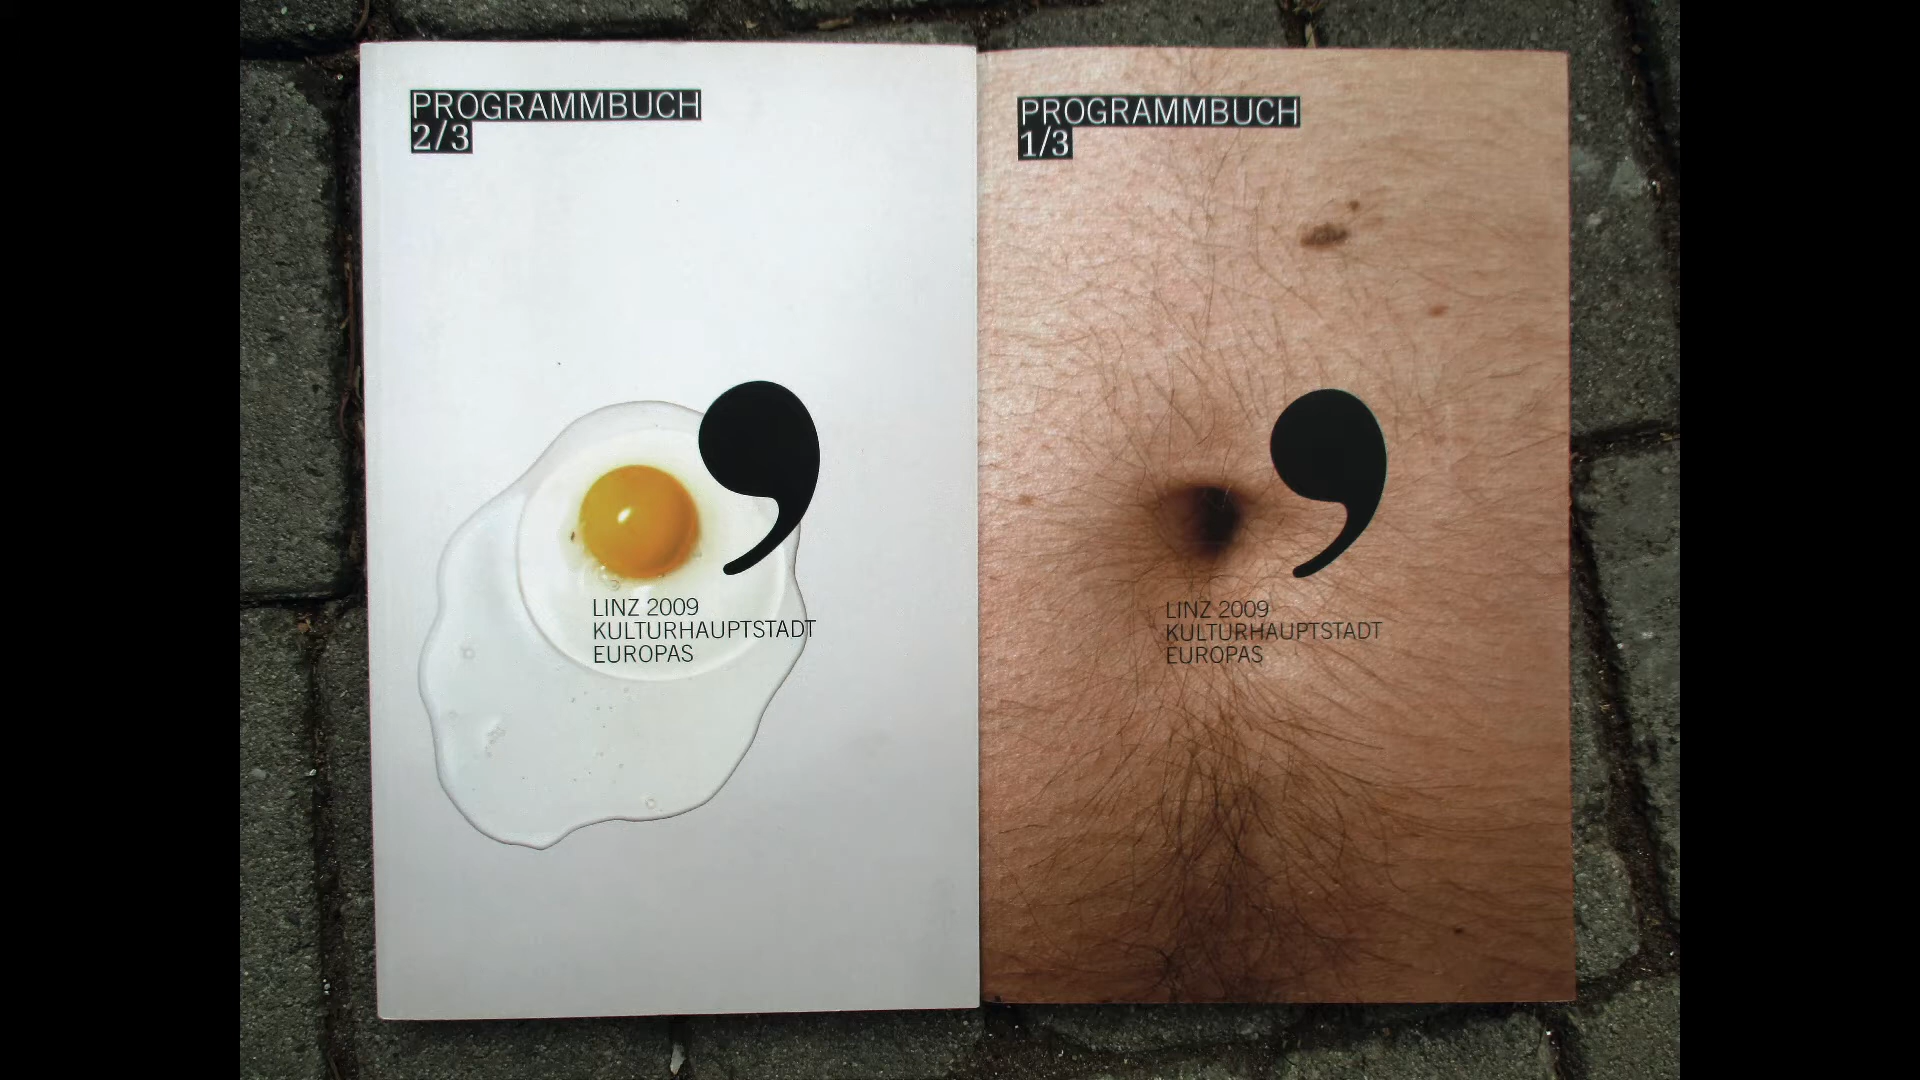 PROGRAMMBUCH
2/3
LINZ 2009
KULTURHAUPTSTADT
EUROPAS
PROGRAMMBUCH
1/3
LINZ 2009
KULTURHAUPTSTADT
EUROPAS